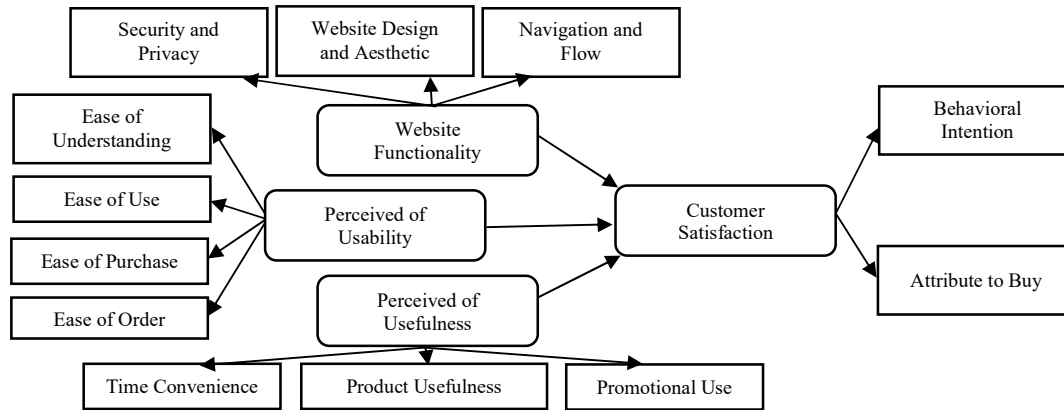 Security and
Privacy
Website Design
and Aesthetic
Navigation and
Flow
Ease of
Understanding
Website
Functionality
Behavioral
Intention
Ease of Use
Perceived of
Usability
Customer
Satisfaction
Ease of Purchase
Ease of Order
Perceived of
Usefulness
Attribute to Buy
Time Convenience
Product Usefulness
Promotional Use